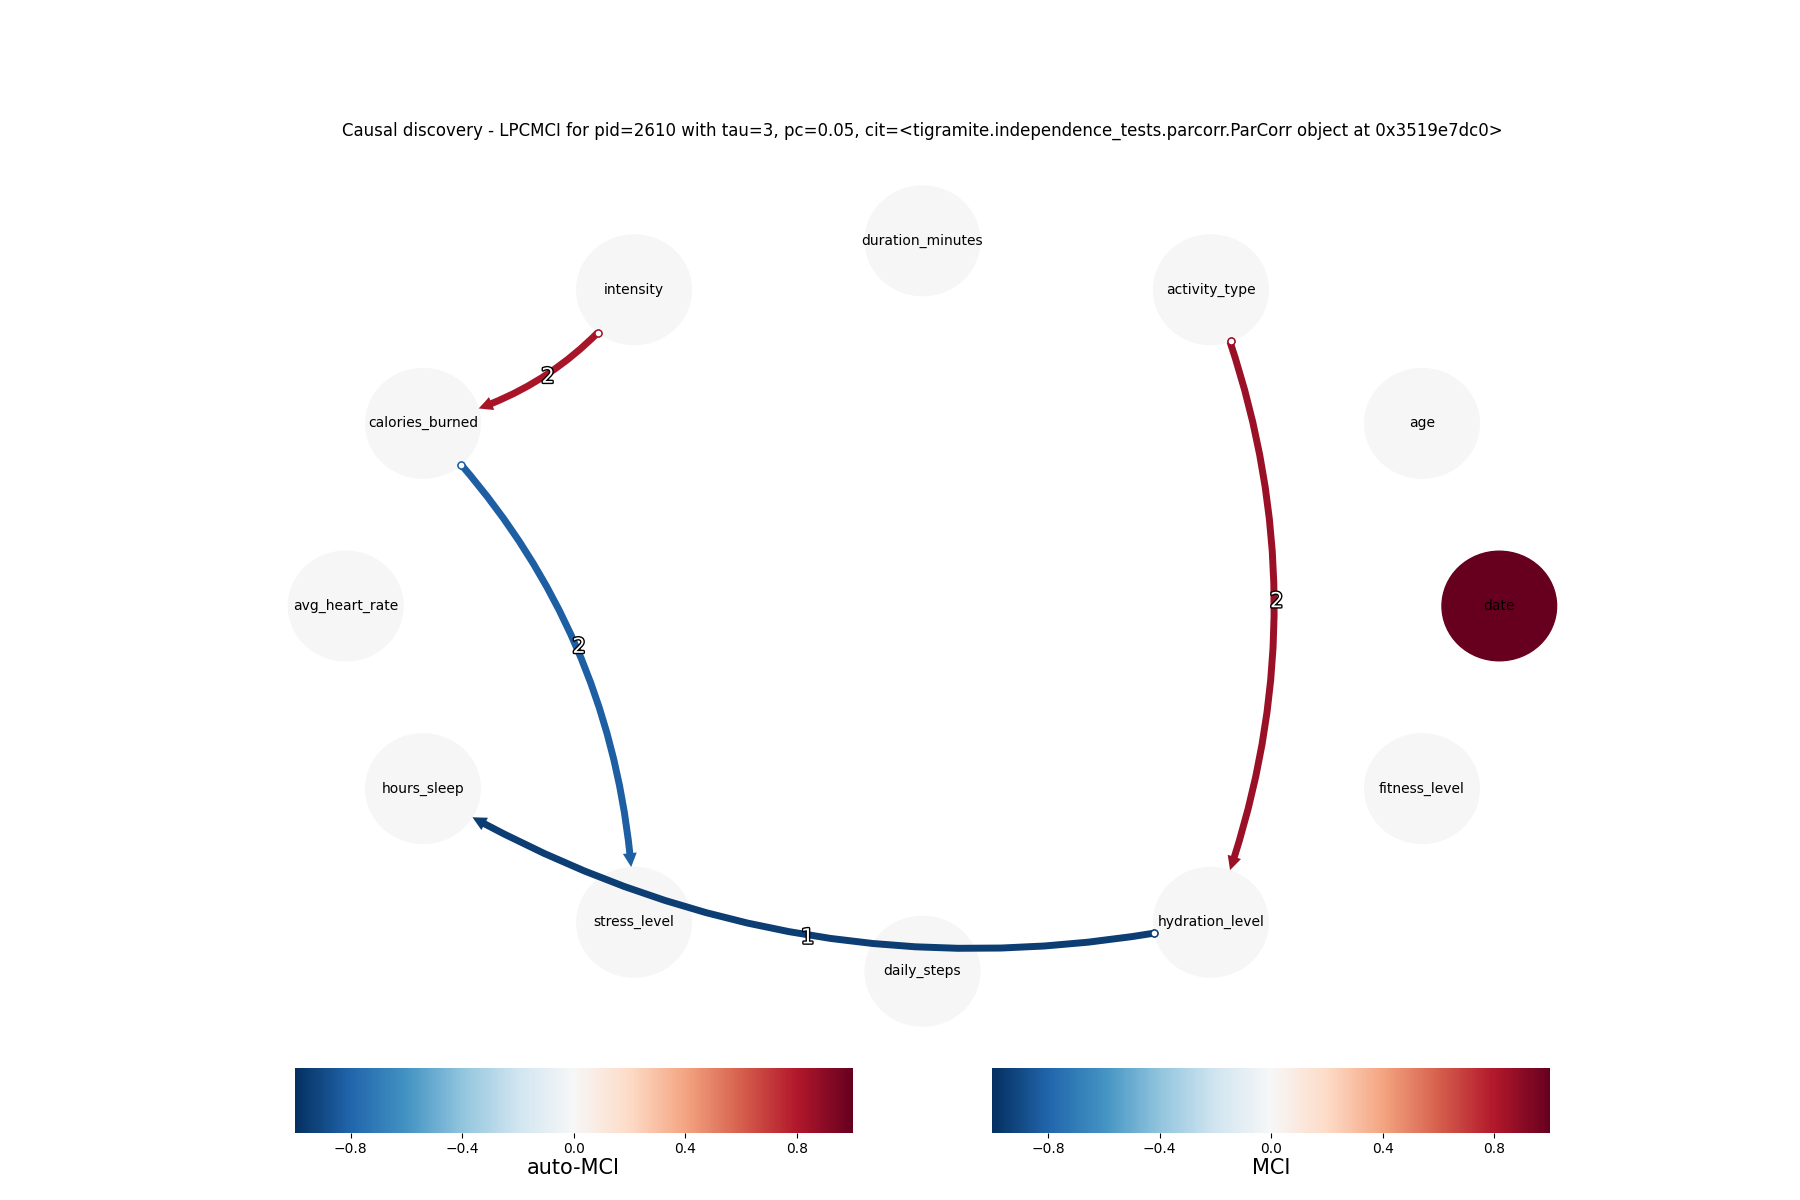 Causal discovery - LPCMCI for pid=2610 with tau=3, pc=0.05, cit=<tigramite.independence_tests.parcorr.ParCorr object at 0x3519e7dc0>
duration_minutes
intensity
activity_type
2
calories_burned
age
avg_heart_rate
2
2
date
hours_sleep
fitness_level
stress_level
1
hydration_level
daily_steps
−0.8 −0.4 0.0 0.4 0.8
auto-MCI
−0.8 −0.4 0.0 0.4 0.8
MCI